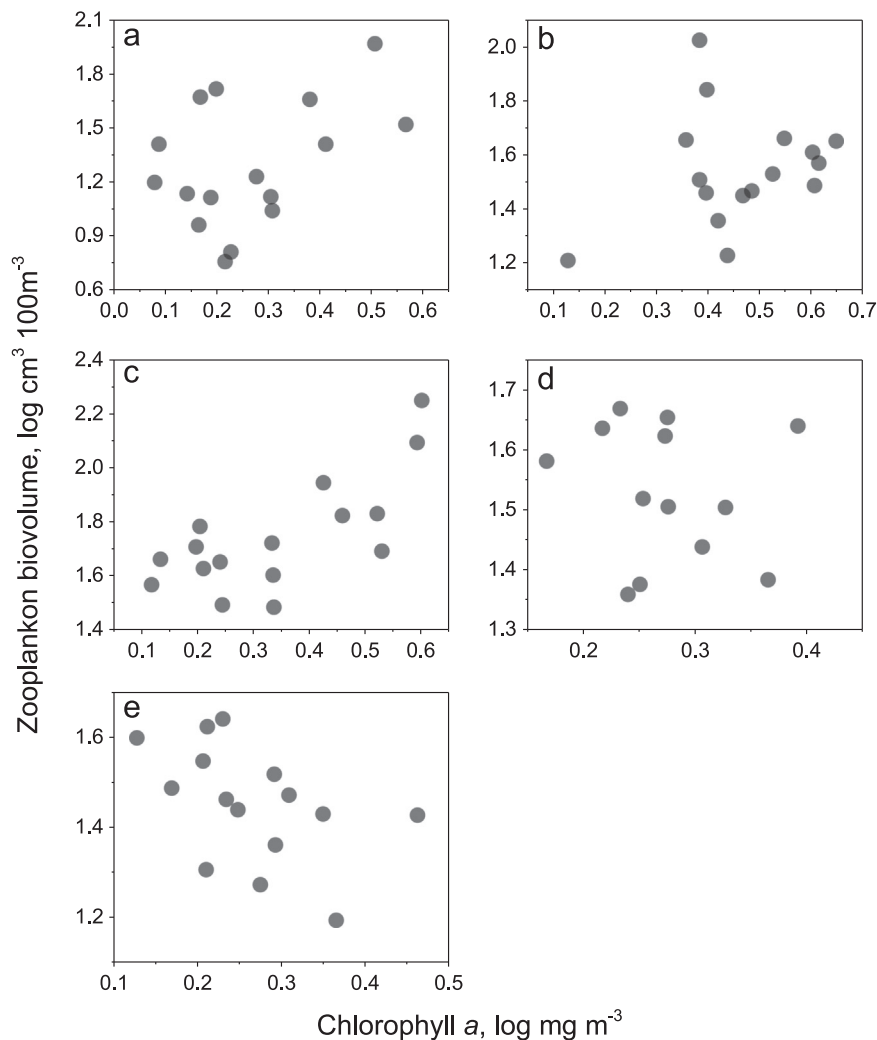 Zooplankon biovolume, log cm³ 100m⁻³
a
2.1
1.8
1.5
1.2
0.9
0.6
0.0 0.1 0.2 0.3 0.4 0.5 0.6
b
2.0
1.8
1.6
1.4
1.2
0.1 0.2 0.3 0.4 0.5 0.6 0.7
c
2.4
2.2
2.0
1.8
1.6
1.4
0.1 0.2 0.3 0.4 0.5 0.6
d
1.7
1.6
1.5
1.4
1.3
0.2 0.3 0.4
e
1.6
1.4
1.2
0.1 0.2 0.3 0.4 0.5
Chlorophyll a, log mg m⁻³